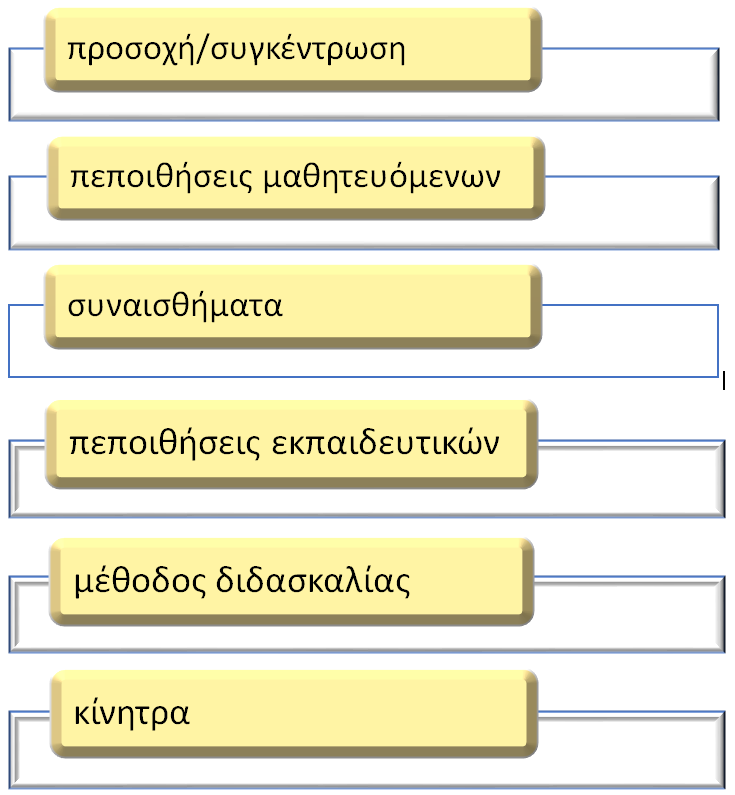 προσοχή/συγκέντρωση
πεποιθήσεις μαθητευόμενων
συναισθήματα
πεποιθήσεις εκπαιδευτικών
μέθοδος διδασκαλίας
κίνητρα